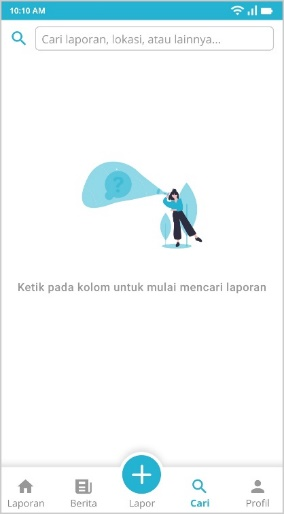 10:10 AM
Cari laporan, lokasi, atau lainnya...
?
Ketik pada kolom untuk mulai mencari laporan
Laporan Berita Lapor Cari Profil